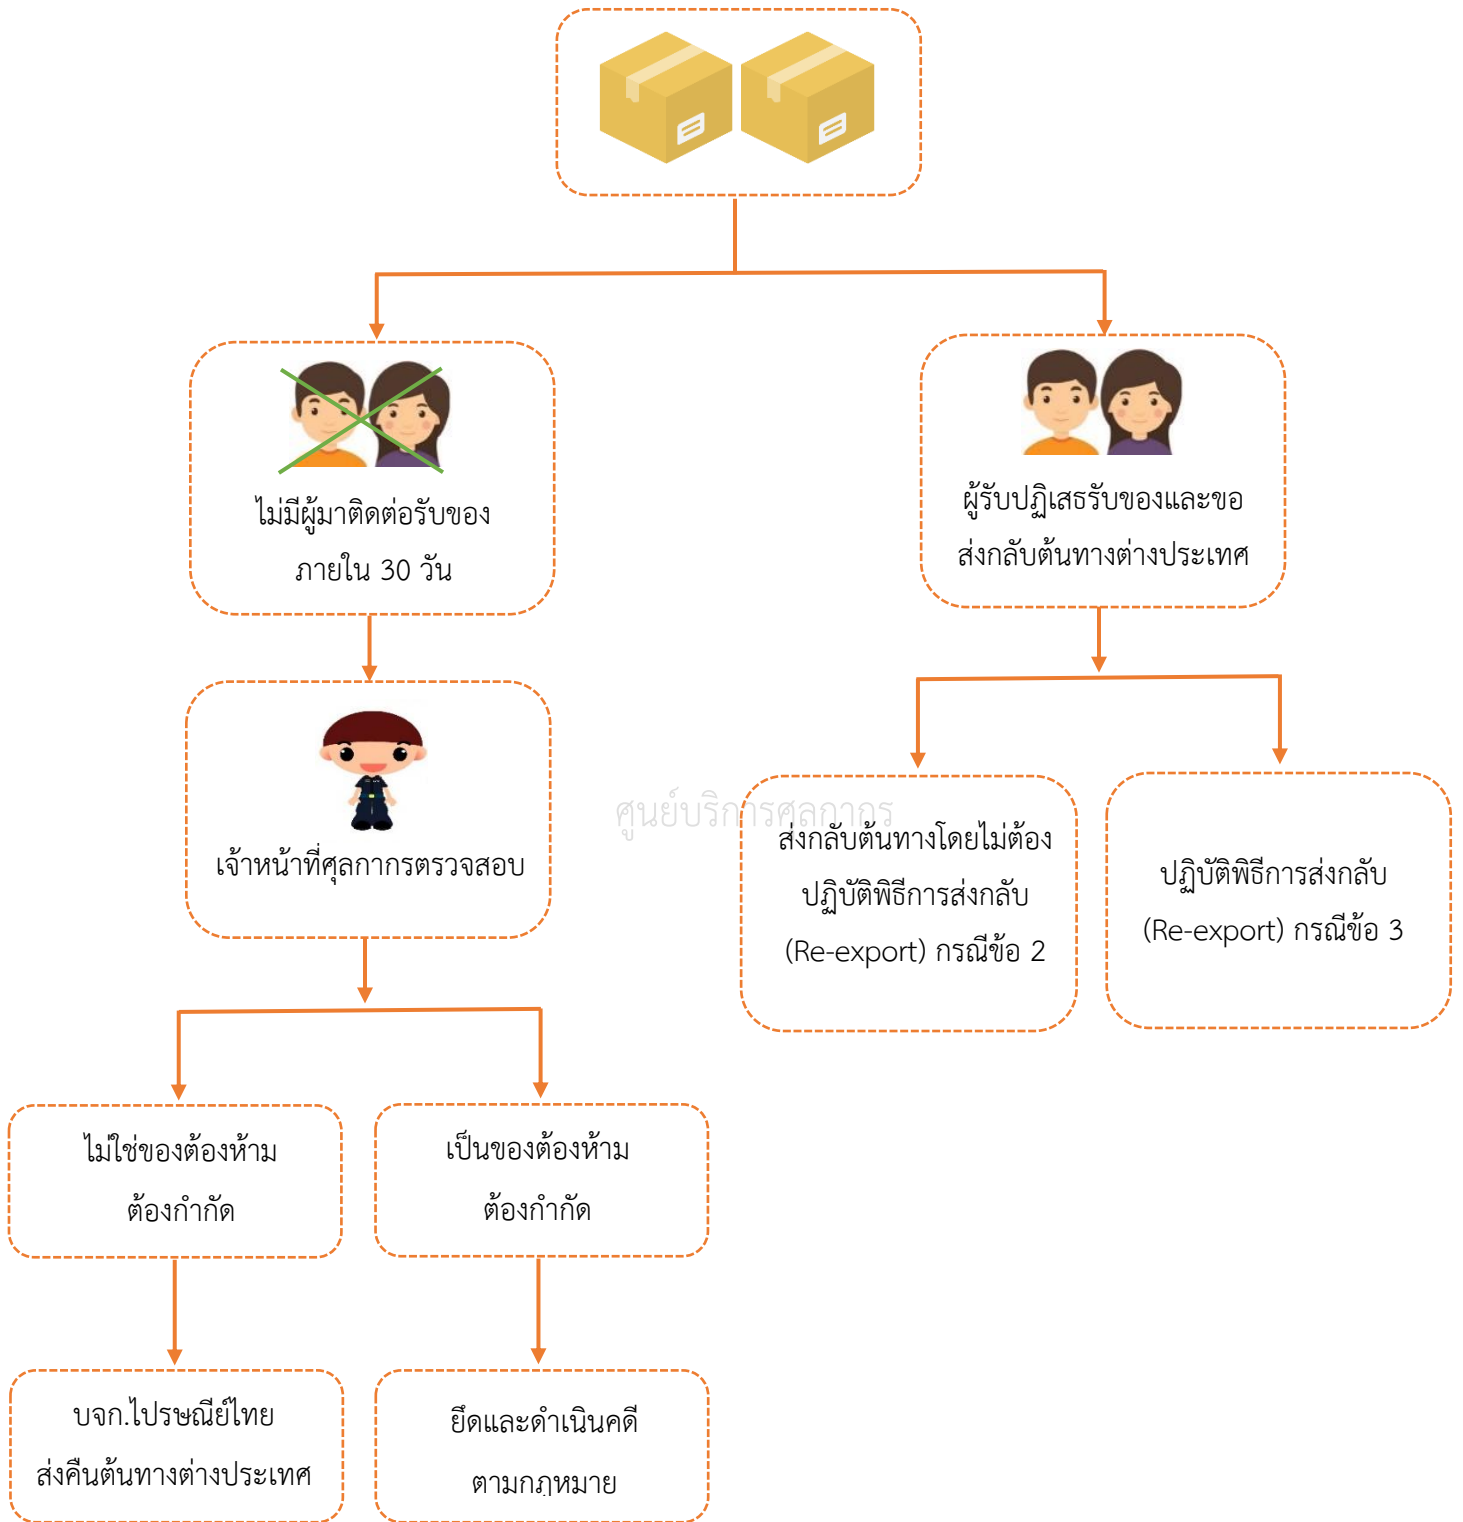 ไม่มีผู้มาติดต่อรับของ
ภายใน 30 วัน
ผู้รับปฏิเสธรับของและขอ
ส่งกลับต้นทางต่างประเทศ
เจ้าหน้าที่ศุลกากรตรวจสอบ
ศูนย์บริการศุลกากร
ส่งกลับต้นทางโดยไม่ต้อง
ปฏิบัติพิธีการส่งกลับ
(Re-export) กรณีข้อ 2
ปฏิบัติพิธีการส่งกลับ
(Re-export) กรณีข้อ 3
ไม่ใช่ของต้องห้าม
ต้องกำกัด
เป็นของต้องห้าม
ต้องกำกัด
บจก.ไปรษณีย์ไทย
ส่งคืนต้นทางต่างประเทศ
ยึดและดำเนินคดี
ตามกฎหมาย